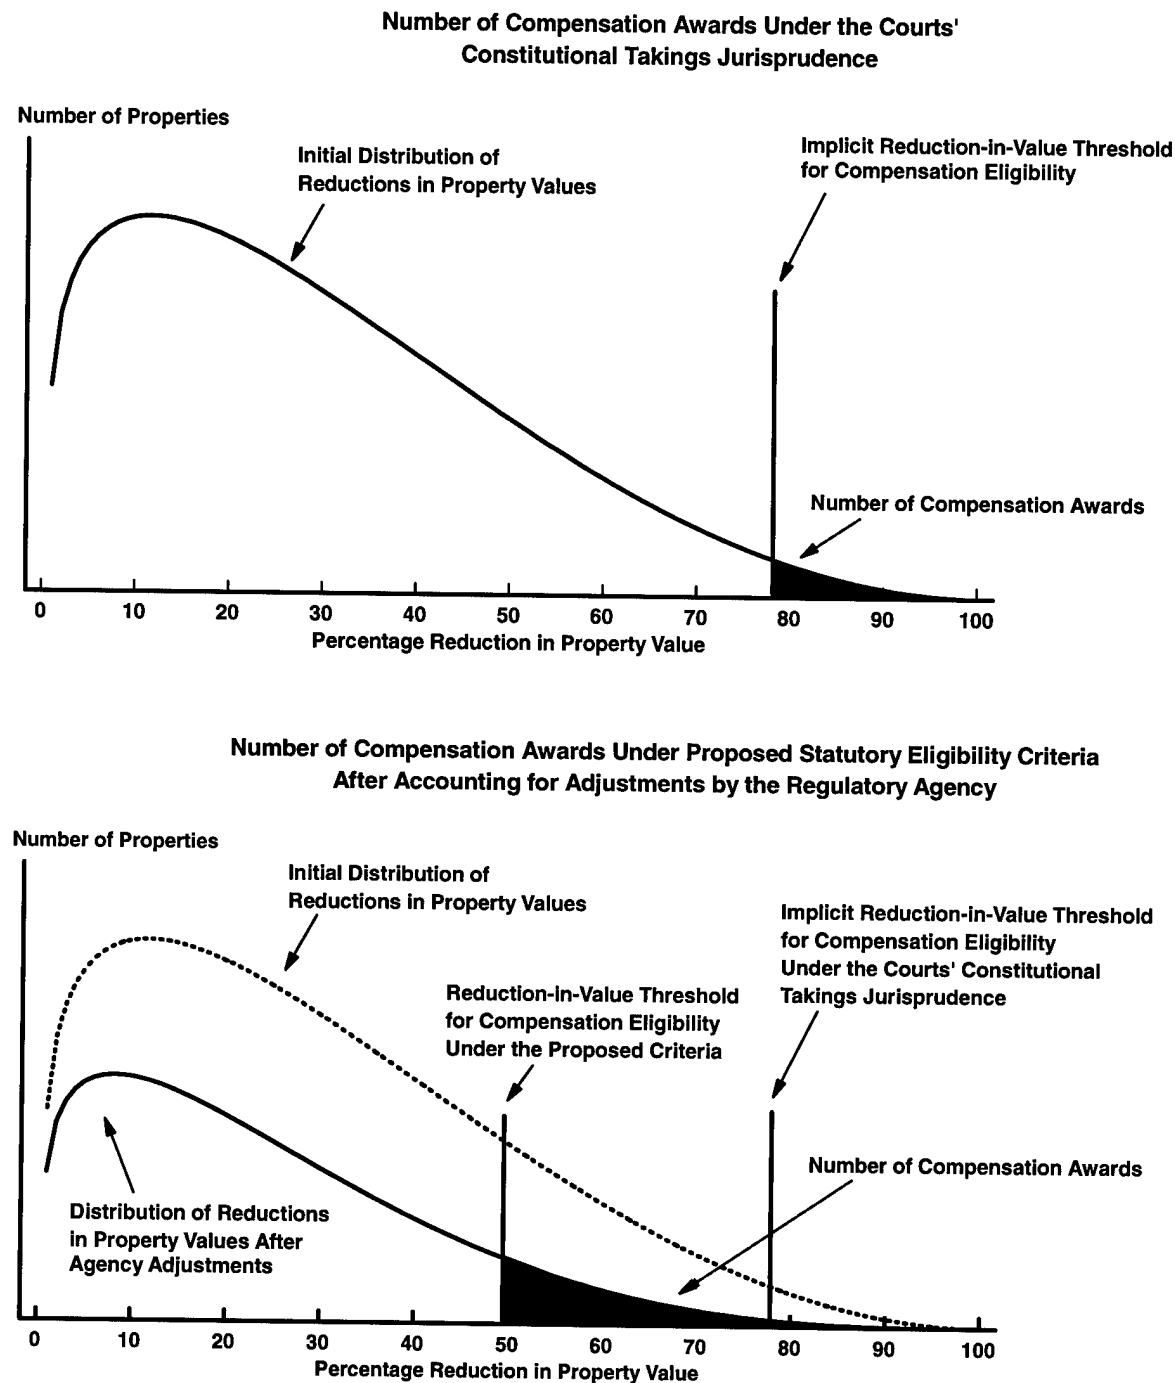 Number of Compensation Awards Under the Courts'
Constitutional Takings Jurisprudence
Number of Properties
Initial Distribution of
Reductions in Property Values
Implicit Reduction-in-Value Threshold
for Compensation Eligibility
Number of Compensation Awards
0 10 20 30 40 50 60 70 80 90 100
Percentage Reduction in Property Value
Number of Compensation Awards Under Proposed Statutory Eligibility Criteria
After Accounting for Adjustments by the Regulatory Agency
Number of Properties
Initial Distribution of
Reductions in Property Values
Implicit Reduction-in-Value Threshold
for Compensation Eligibility
Under the Courts' Constitutional
Takings Jurisprudence
Reduction-in-Value Threshold
for Compensation Eligibility
Under the Proposed Criteria
Number of Compensation Awards
Distribution of Reductions
in Property Values After
Agency Adjustments
0 10 20 30 40 50 60 70 80 90 100
Percentage Reduction in Property Value